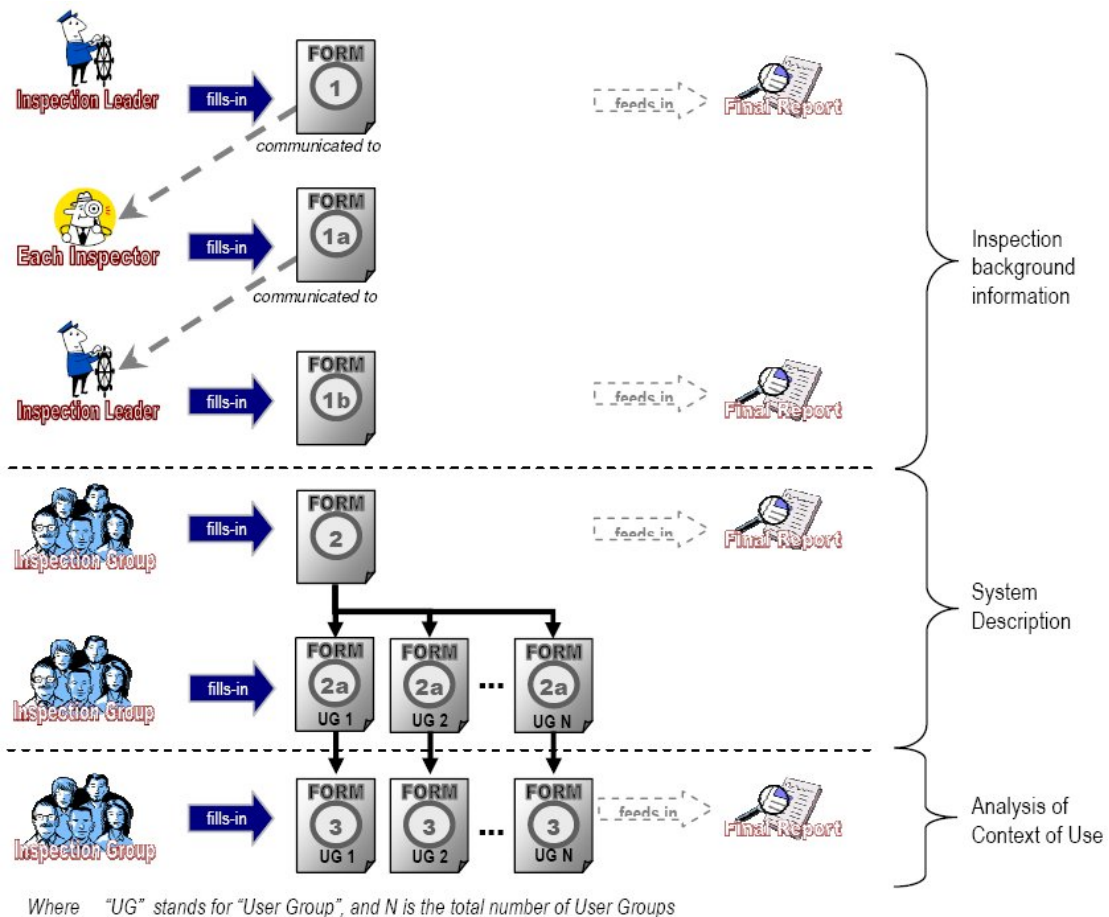 FORM
1
Inspection Leader
fills-in
feeds in
Final Report
communicated to
FORM
1a
Each Inspector
fills-in
communicated to
Inspection
background
information
FORM
1b
Inspection Leader
fills-in
feeds in
Final Report
FORM
2
Inspection Group
fills-in
feeds in
Final Report
System
Description
FORM FORM FORM
2a 2a ... 2a
UG 1 UG 2 UG N
Inspection Group
fills-in
FORM FORM FORM
3 3 ... 3
UG 1 UG 2 UG N
Inspection Group
fills-in
feeds in
Final Report
Analysis of
Context of Use
Where "UG" stands for "User Group", and N is the total number of User Groups